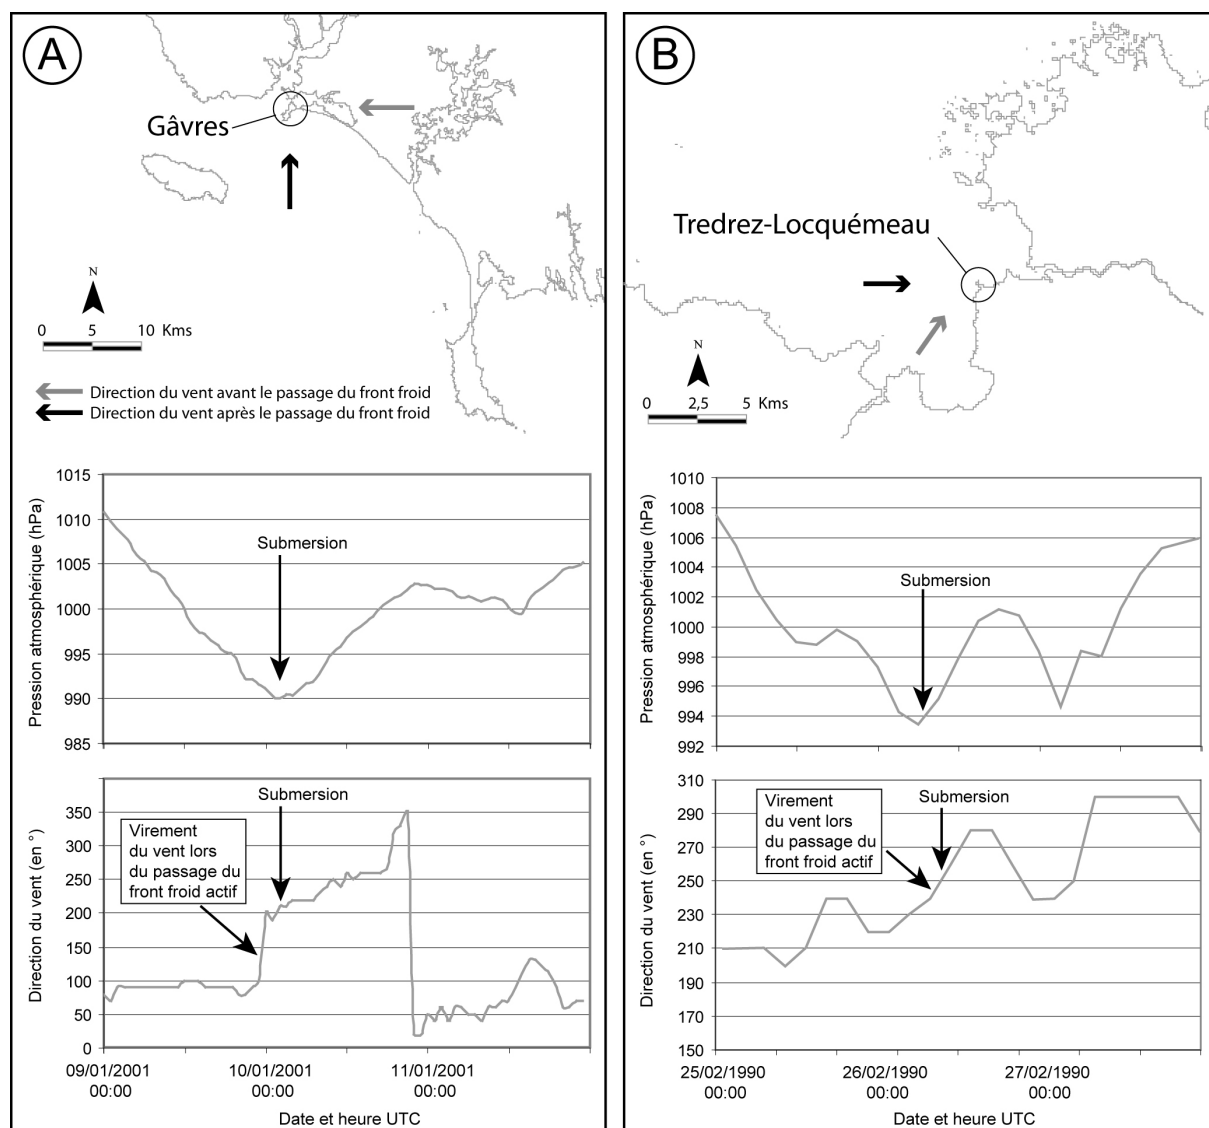 A
Gâvres
N
0 5 10 Kms
Direction du vent avant le passage du front froid
Direction du vent après le passage du front froid
Pression atmosphérique (hPa)
1015
1010
1005
1000
995
990
985
Submersion
Direction du vent (en °)
350
300
250
200
150
100
50
0
Submersion
Virement
du vent lors
du passage du
front froid actif
09/01/2001 10/01/2001 11/01/2001
00:00 00:00 00:00
Date et heure UTC
B
Tredrez-Locquémeau
N
0 2,5 5 Kms
Pression atmosphérique (hPa)
1010
1008
1006
1004
1002
1000
998
996
994
992
Submersion
Direction du vent (en °)
310
290
270
250
230
210
190
170
150
Virement
du vent lors
du passage du
front froid actif
Submersion
25/02/1990 26/02/1990 27/02/1990
00:00 00:00 00:00
Date et heure UTC